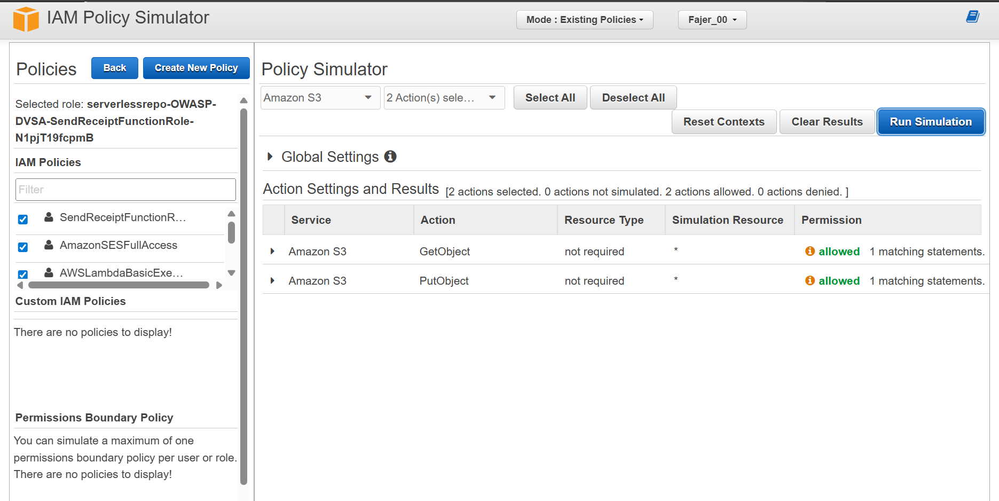 IAM Policy Simulator
Mode : Existing Policies
Fajer_00
Policies
Back
Create New Policy
Selected role: serverlessrepo-OWASP-
DVSA-SendReceiptFunctionRole-
N1pjT19fcpmB
IAM Policies
Filter
SendReceiptFunctionR...
AmazonSESFullAccess
AWSLambdaBasicExe...
Custom IAM Policies
There are no policies to display!
Permissions Boundary Policy
You can simulate a maximum of one
permissions boundary policy per user or role.
There are no policies to display!
Policy Simulator
Amazon S3
2 Action(s) sele...
Select All
Deselect All
Reset Contexts
Clear Results
Run Simulation
Global Settings
Action Settings and Results [2 actions selected. 0 actions not simulated. 2 actions allowed. 0 actions denied. ]
Service Action Resource Type Simulation Resource Permission
Amazon S3 GetObject not required * allowed 1 matching statements.
Amazon S3 PutObject not required * allowed 1 matching statements.